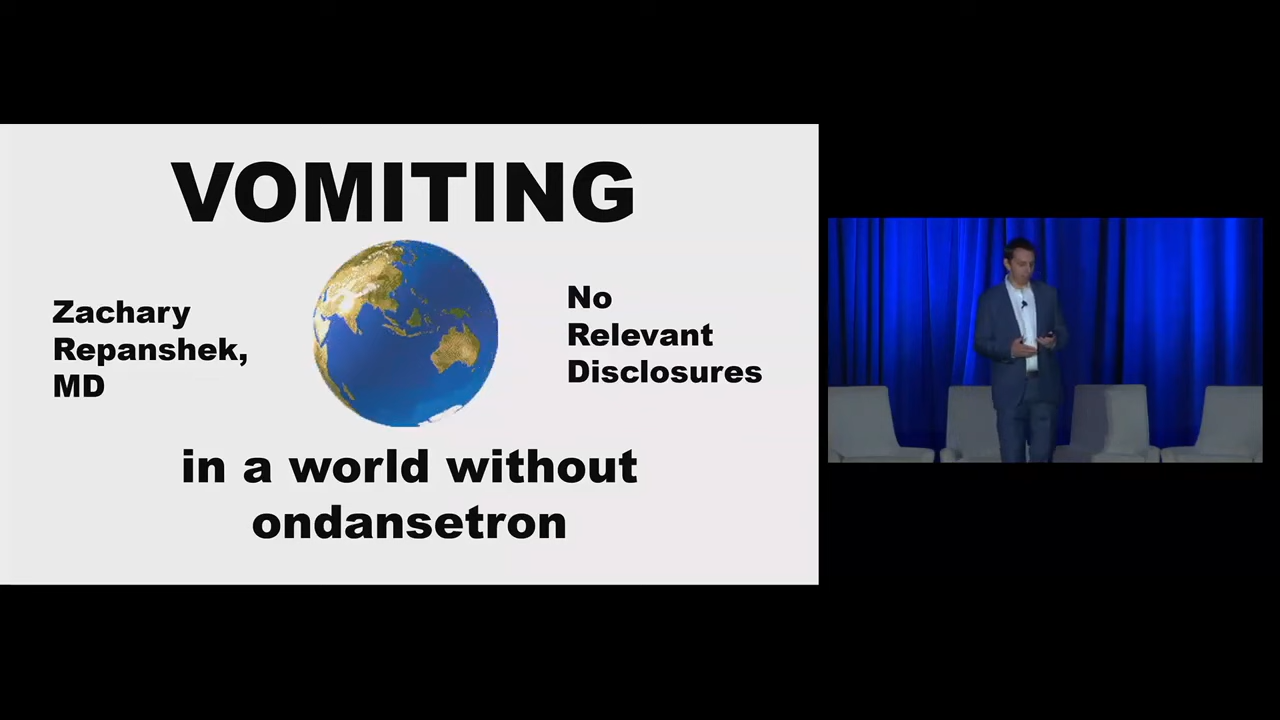 VOMITING
Zachary
Repanshek,
MD
No
Relevant
Disclosures
in a world without
ondansetron